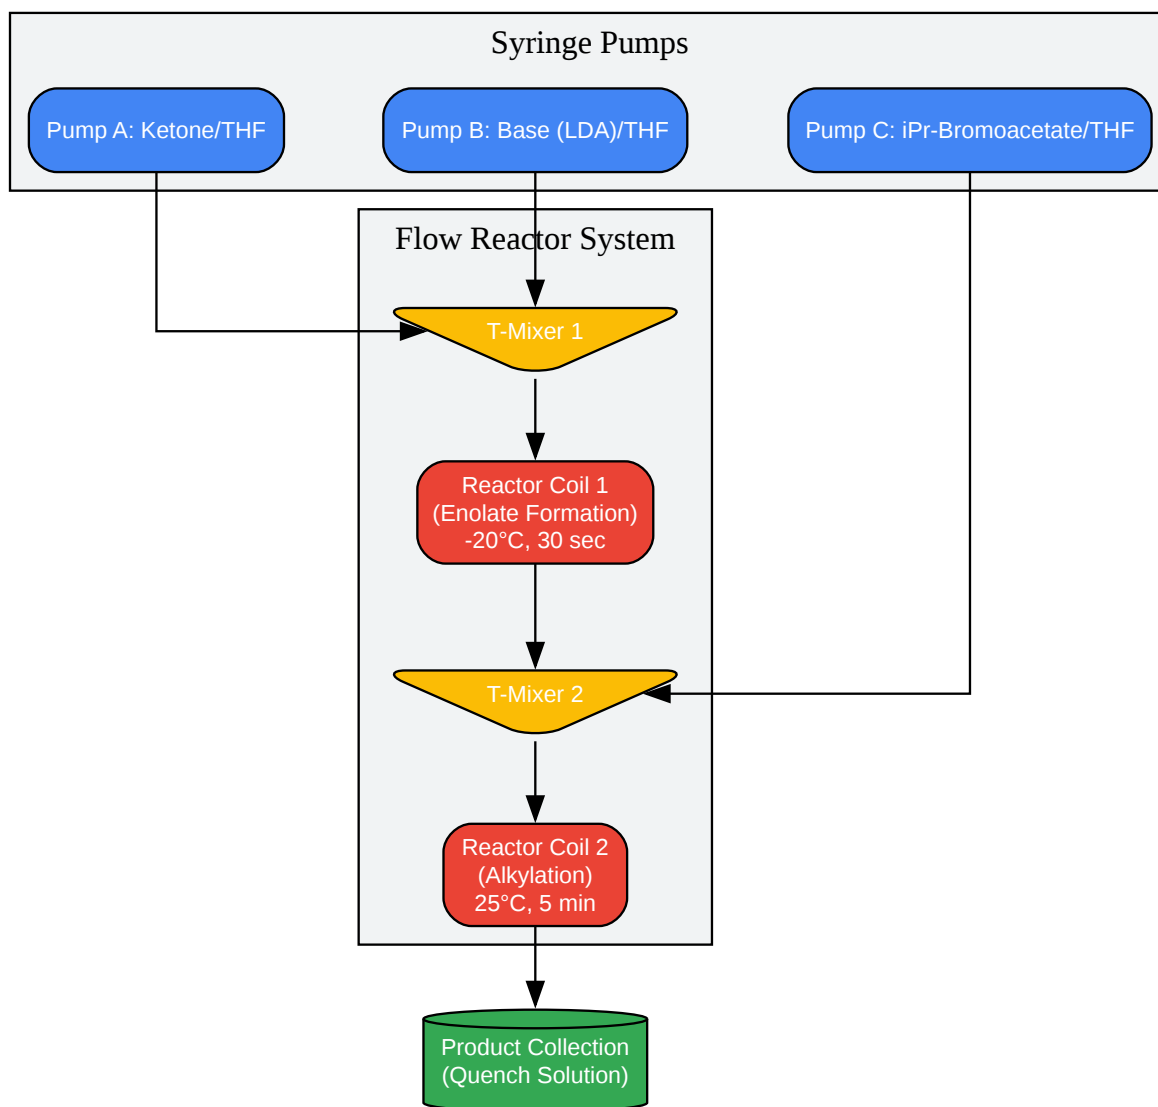 Syringe Pumps
Pump A: Ketone/THF
Pump B: Base (LDA)/THF
Pump C: iPr-Bromoacetate/THF
Flow Reactor System
T-Mixer 1
Reactor Coil 1
(Enolate Formation)
-20°C, 30 sec
T-Mixer 2
Reactor Coil 2
(Alkylation)
25°C, 5 min
Product Collection
(Quench Solution)